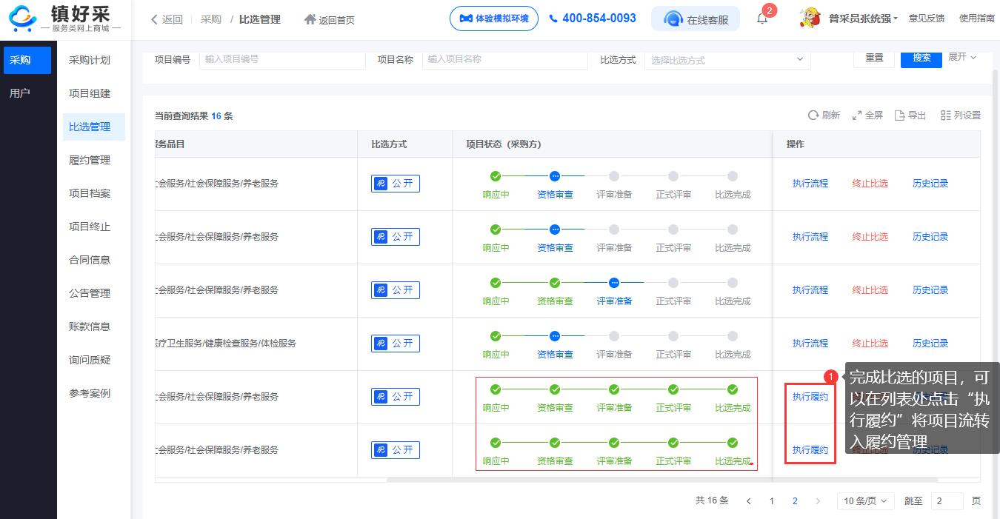 镇好采
服务类网上商城
返回
采购 / 比选管理
返回首页
体验模拟环境
400-854-0093
在线客服
2
普采员张统强
意见反馈
使用指南
采购
用户
采购计划
项目组建
比选管理
履约管理
项目档案
项目终止
合同信息
公告管理
账款信息
询问质疑
参考案例
项目编号 输入项目编号
项目名称 输入项目名称
比选方式 选择比选方式
重置 搜索 展开
当前查询结果 16 条
刷新 全屏 导出 列设置
务品目 比选方式 项目状态（采购方） 操作
会服务/社会保障服务/养老服务 公开 执行流程 终止比选 历史记录
响应中 资格审查 评审准备 正式评审 比选完成
会服务/社会保障服务/养老服务 公开 执行流程 终止比选 历史记录
响应中 资格审查 评审准备 正式评审 比选完成
会服务/社会保障服务/养老服务 公开 执行流程 终止比选 历史记录
响应中 资格审查 评审准备 正式评审 比选完成
疗卫生服务/健康检查服务/体检服务 公开 执行流程 终止比选 历史记录
响应中 资格审查 评审准备 正式评审 比选完成
会服务/社会保障服务/养老服务 公开 执行履约
响应中 资格审查 评审准备 正式评审 比选完成
会服务/社会保障服务/养老服务 公开 执行履约
响应中 资格审查 评审准备 正式评审 比选完成
1
完成比选的项目，可
以在列表处点击“执
行履约”将项目流转
入履约管理
共 16 条 1 2 10 条/页 跳至 2 页